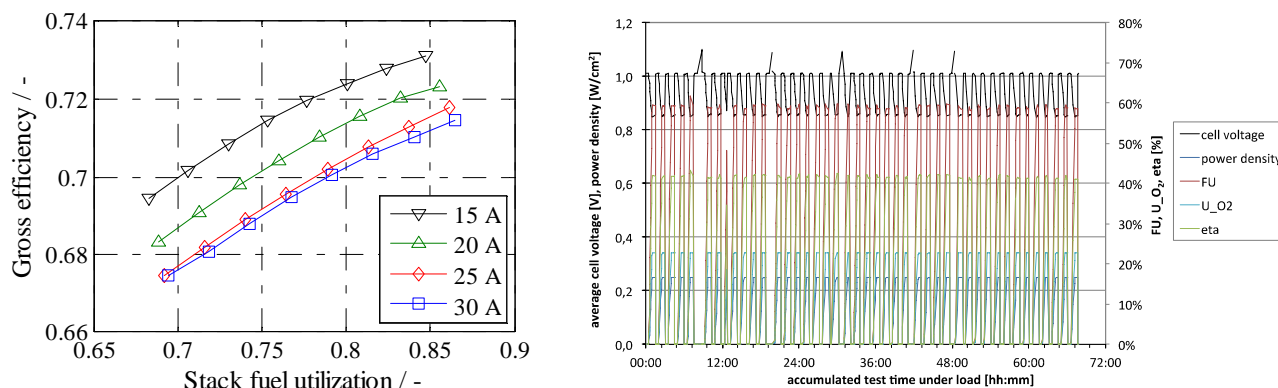 0.74
0.72
0.7
0.68
0.66
Gross efficiency / -
0.65
0.7
0.75
0.8
0.85
0.9
Stack fuel utilization / -
15 A
20 A
25 A
30 A
1,2
1,0
0,8
0,6
0,4
0,2
0,0
average cell voltage [V], power density [W/cm²]
80%
70%
60%
50%
40%
30%
20%
10%
0%
FU, U_O2, eta [%]
00:00
12:00
24:00
36:00
48:00
60:00
72:00
accumulated test time under load [hh:mm]
cell voltage
power density
FU
U_O2
eta